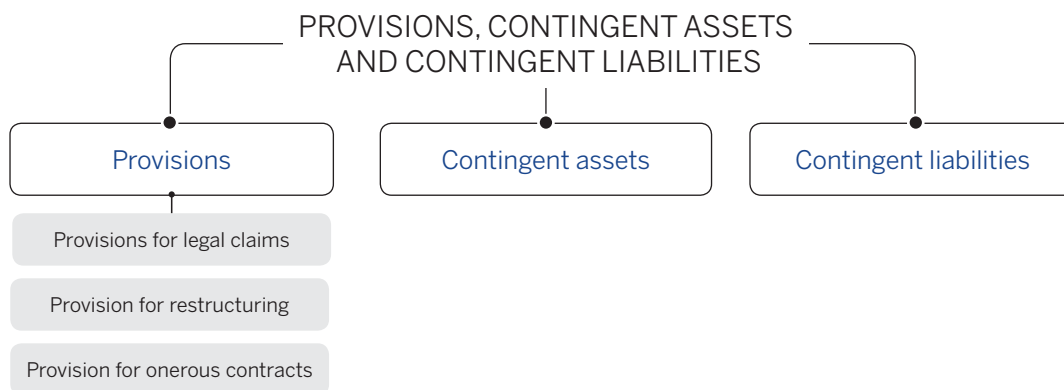 PROVISIONS, CONTINGENT ASSETS
AND CONTINGENT LIABILITIES
Provisions
Contingent assets
Contingent liabilities
Provisions for legal claims
Provision for restructuring
Provision for onerous contracts